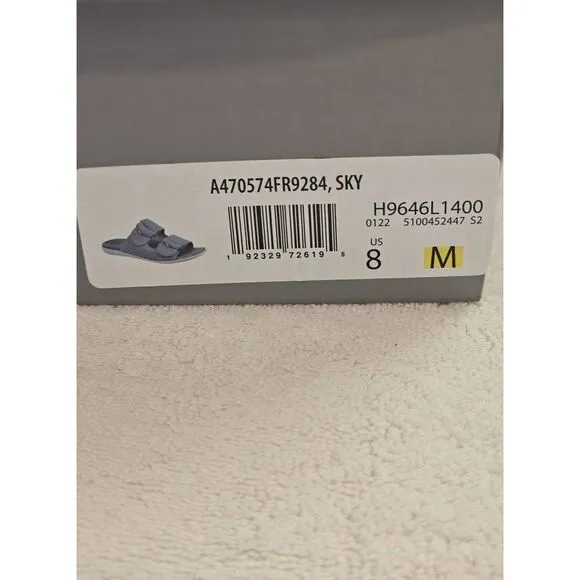 A470574FR9284, SKY
H9646L1400
0122 5100452447 S2
1 92329 72619 5
US
8 M